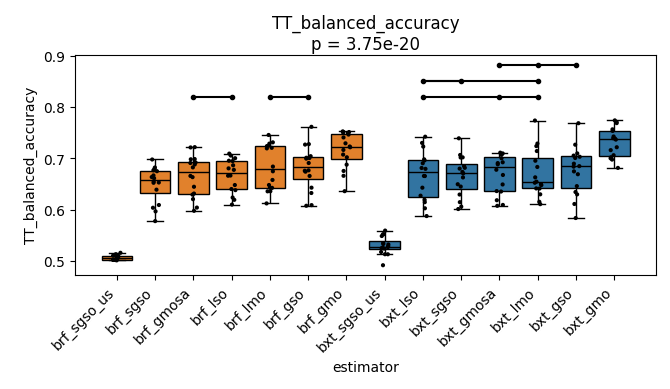 TT_balanced_accuracy
p = 3.75e-20
TT_balanced_accuracy
0.9
0.8
0.7
0.6
0.5
brf_sgso_us
brf_sgso
brf_gmosa
brf_lso
brf_lmo
brf_gso
brf_gmo
bxt_sgso_us
bxt_lso
bxt_sgso
bxt_gmosa
bxt_lmo
bxt_gso
bxt_gmo
estimator